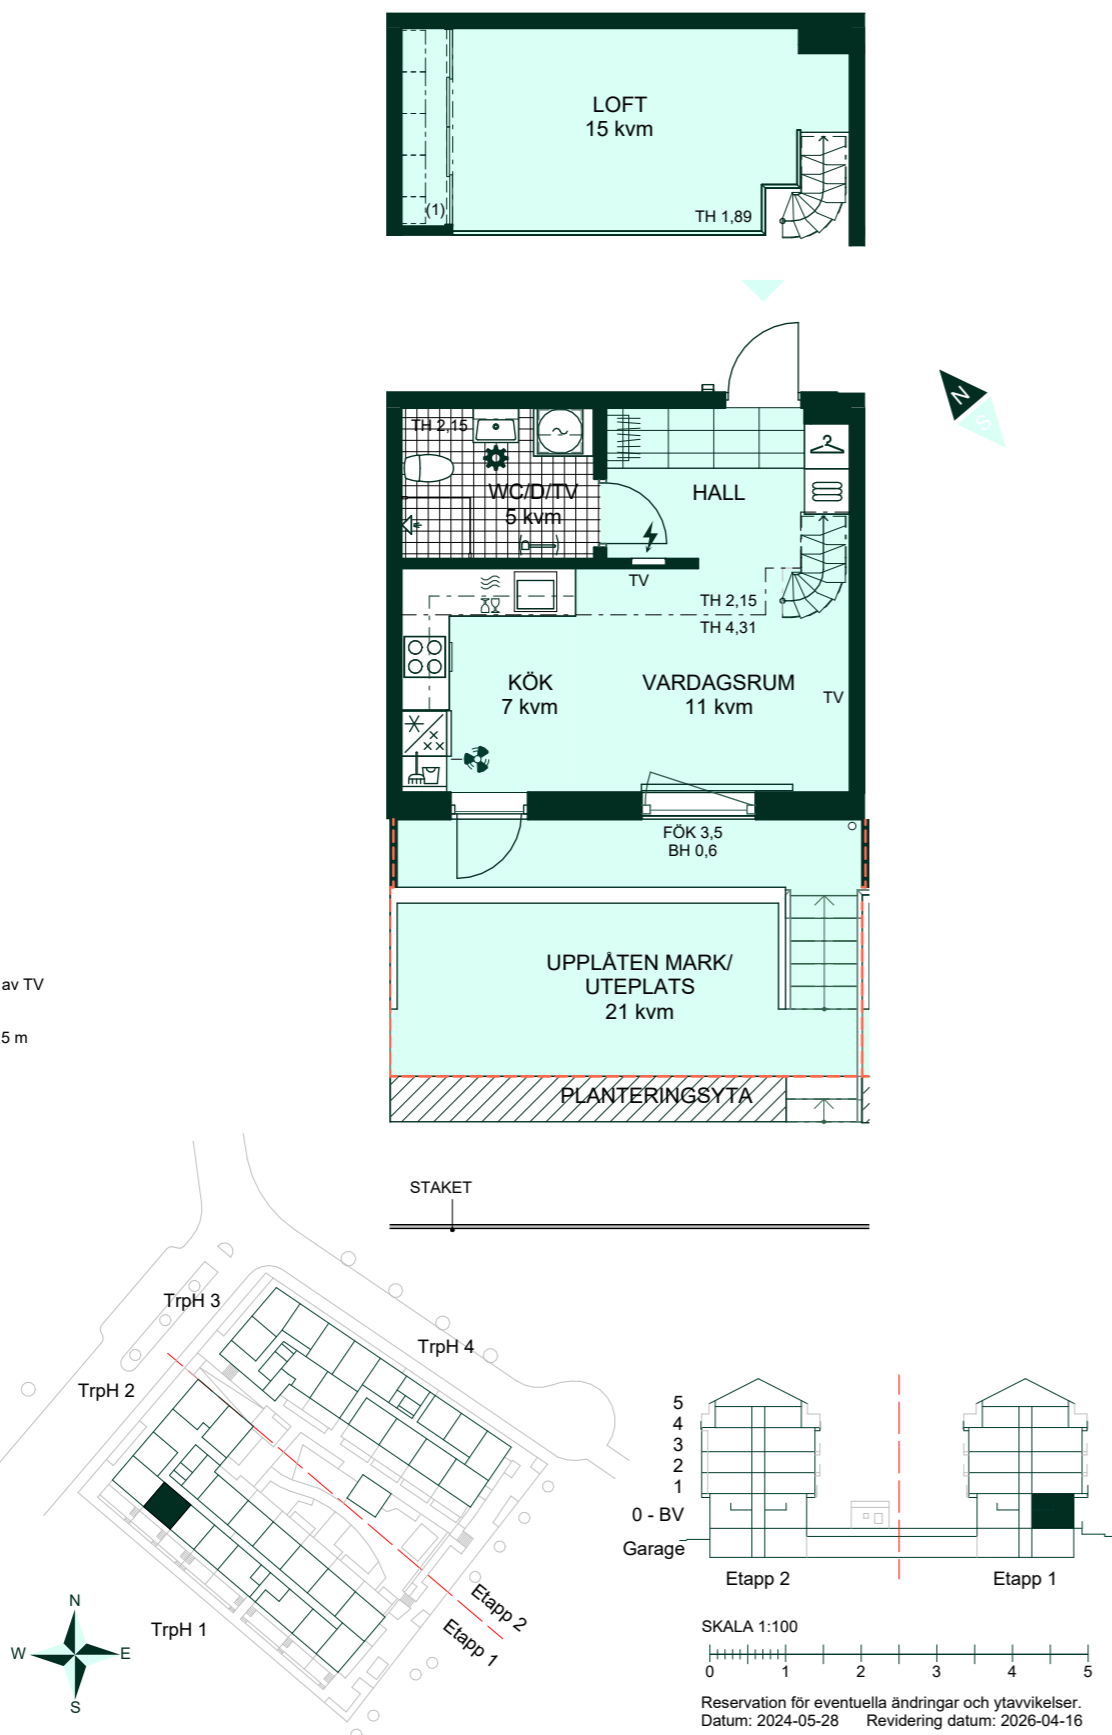 LOFT
15 kvm
(1)
TH 1,89
N
S
TH 2,15
WC/D/TV
5 kvm
HALL
TV
TH 2,15
TH 4,31
KÖK
7 kvm
VARDAGSRUM
11 kvm
TV
FÖK 3,5
BH 0,6
UPPLÅTEN MARK/
UTEPLATS
21 kvm
av TV
5 m
PLANTERINGSYTA
STAKET
TrpH 3
TrpH 4
TrpH 2
TrpH 1
Etapp 2
Etapp 1
N
W
E
S
5
4
3
2
1
0 - BV
Garage
Etapp 2
Etapp 1
SKALA 1:100
0 1 2 3 4 5
Reservation för eventuella ändringar och ytavvikelser.
Datum: 2024-05-28 Revidering datum: 2026-04-16